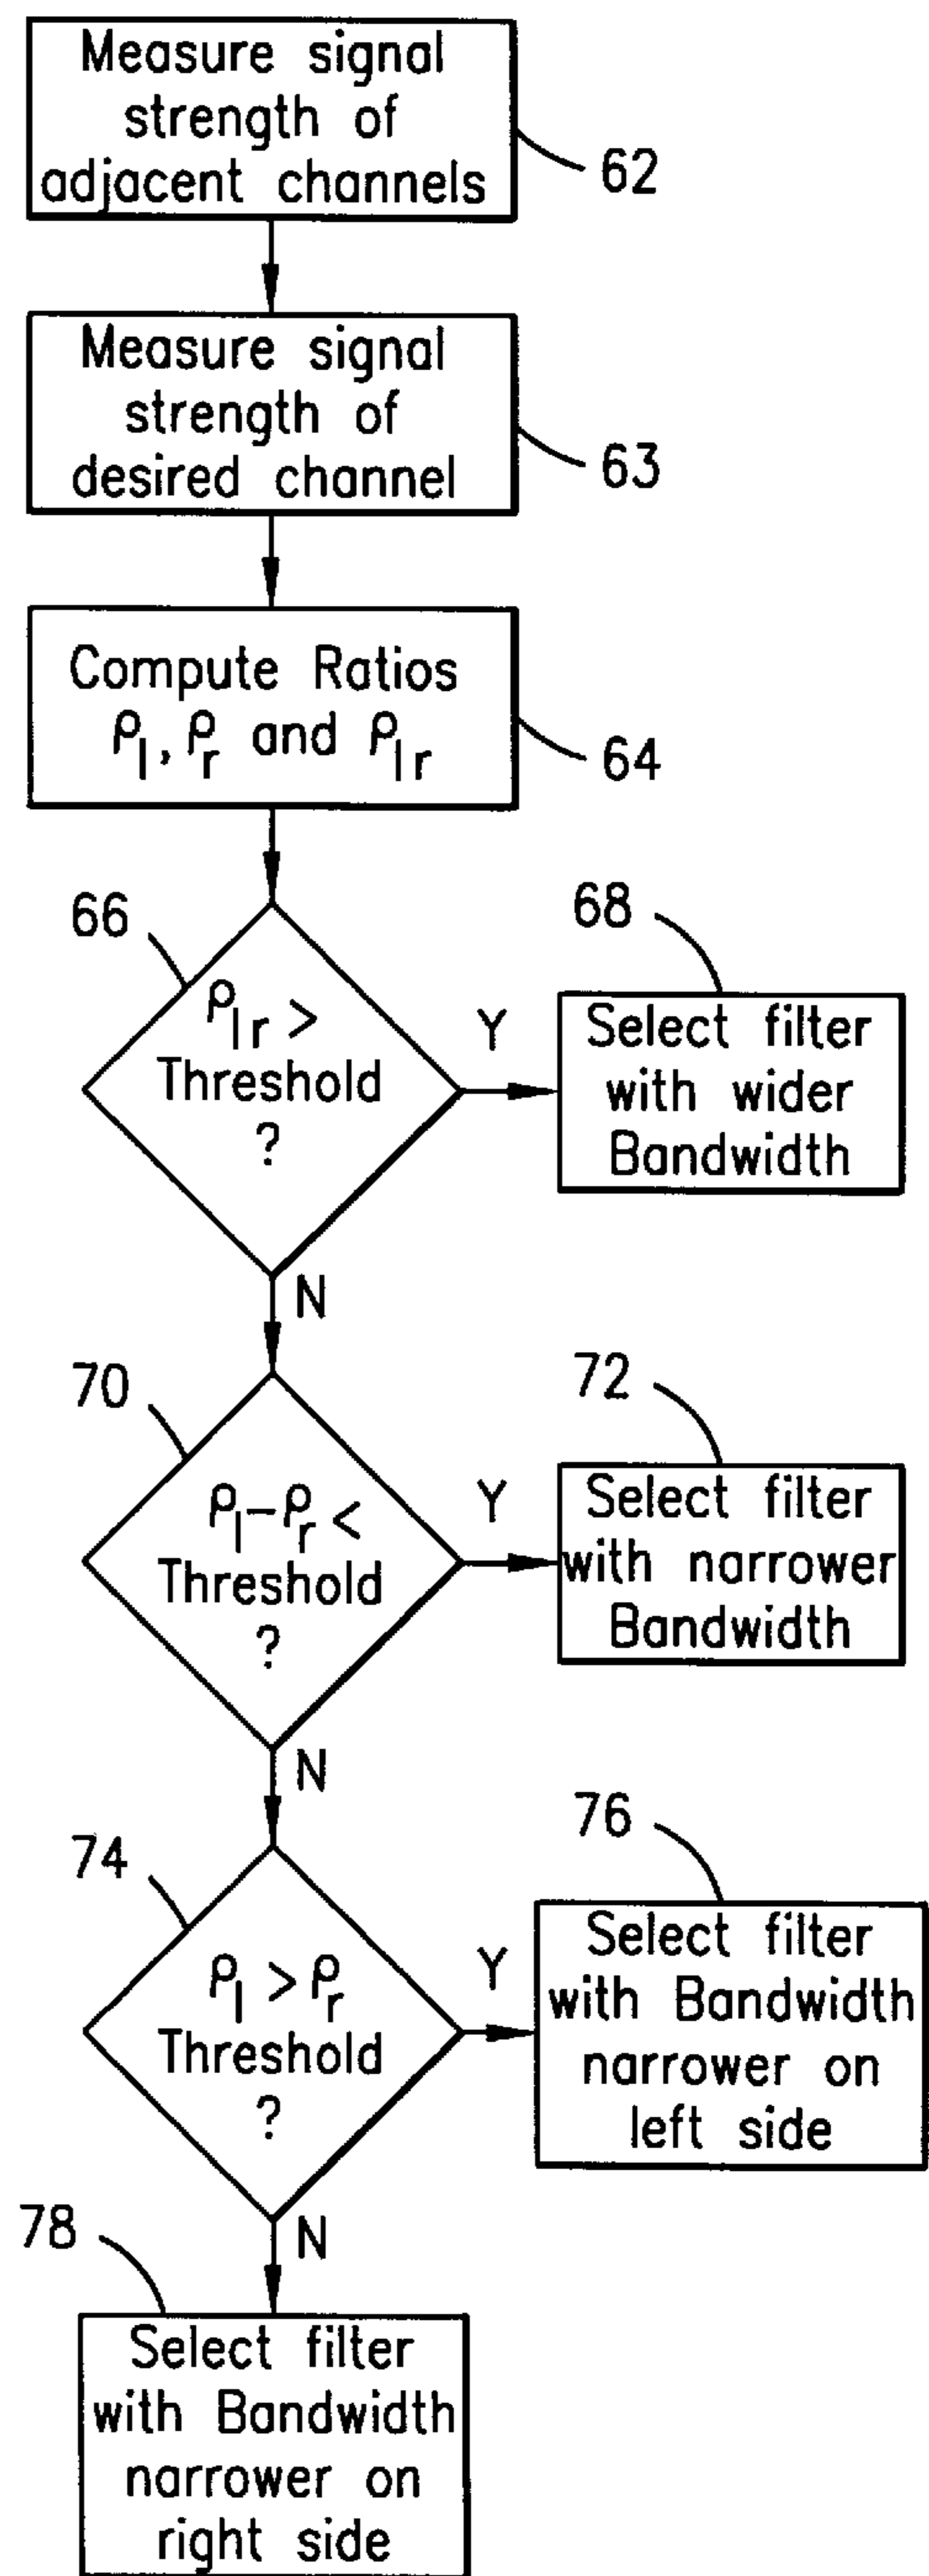 Measure signal
strength of
adjacent channels
62
Measure signal
strength of
desired channel
63
Compute Ratios
ρl, ρr and ρlr
64
66
ρlr >
Threshold
?
Y
68
Select filter
with wider
Bandwidth
N
70
ρl-ρr <
Threshold
?
Y
72
Select filter
with narrower
Bandwidth
N
74
ρl > ρr
Threshold
?
Y
76
Select filter
with Bandwidth
narrower on
left side
N
78
Select filter
with Bandwidth
narrower on
right side